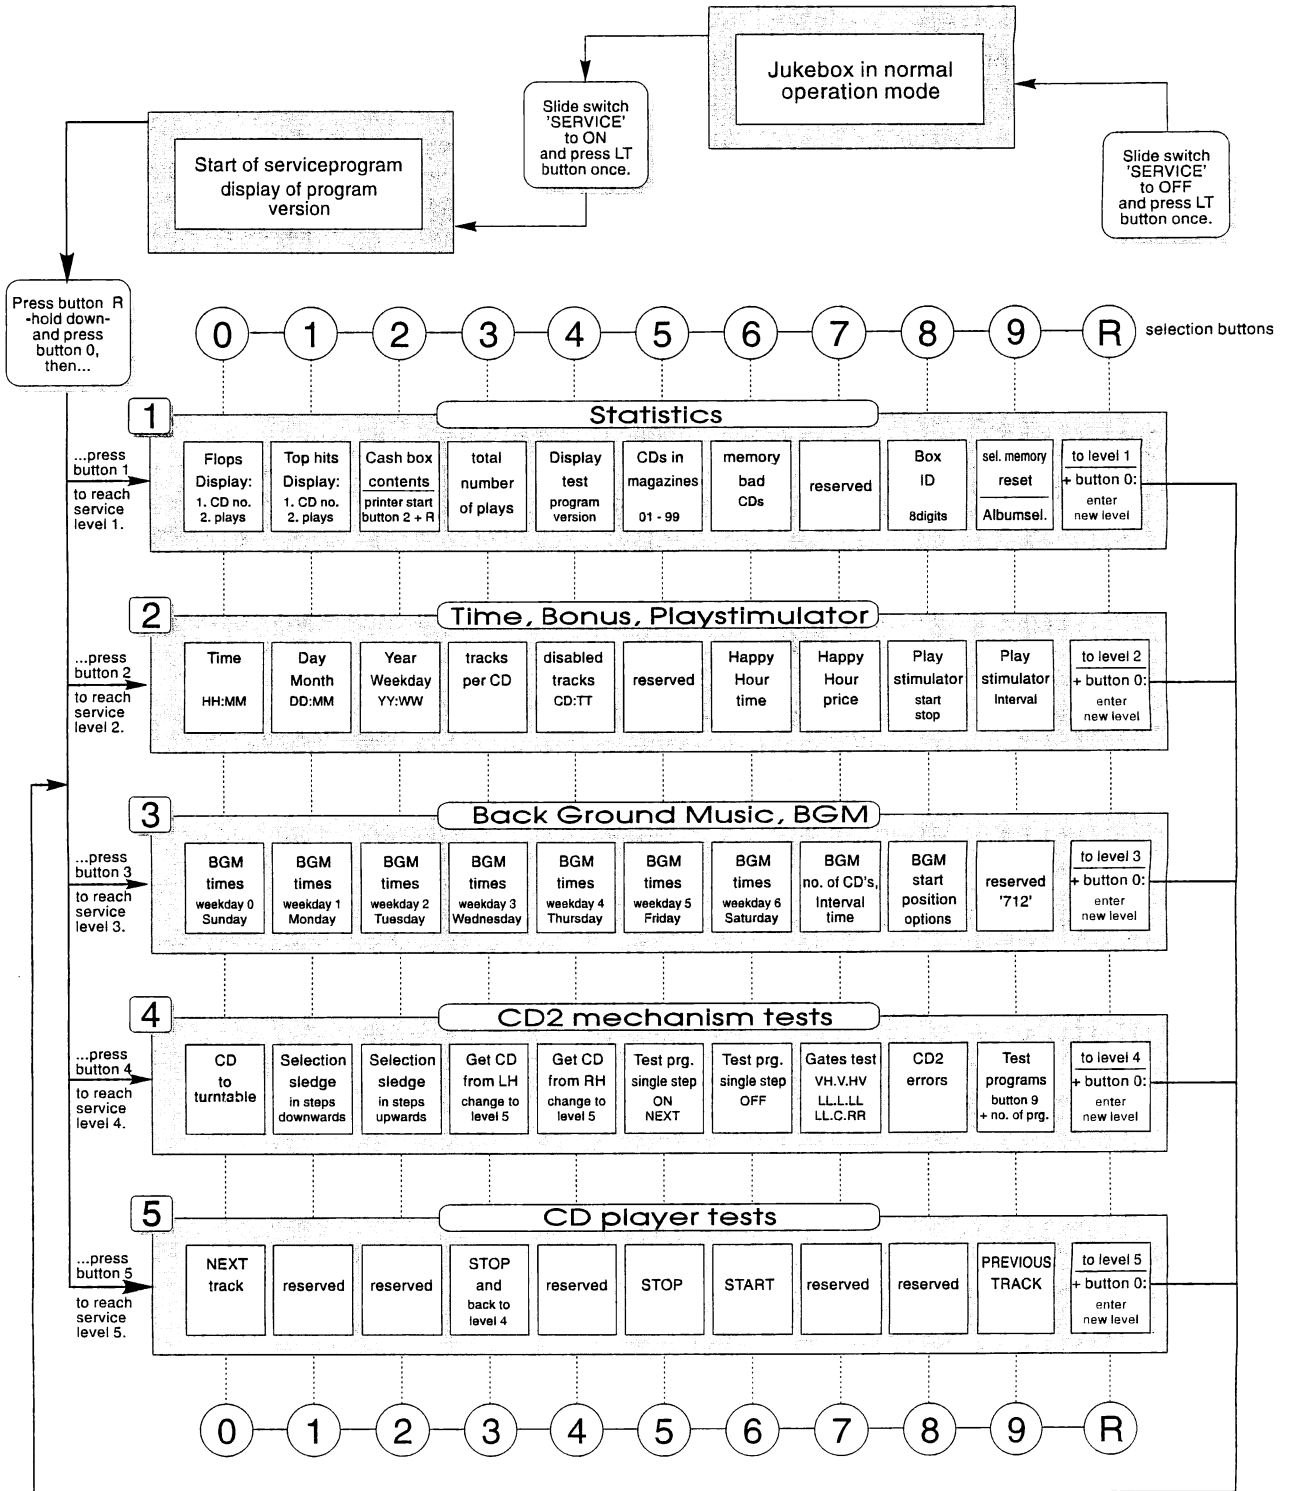 Jukebox in normal
operation mode
Slide switch
'SERVICE'
to ON
and press LT
button once.
Slide switch
'SERVICE'
to OFF
and press LT
button once.
Start of serviceprogram
display of program
version
Press button R
-hold down-
and press
button 0,
then...
0 1 2 3 4 5 6 7 8 9 R selection buttons
1
Statistics
...press
button 1
to reach
service
level 1.
Flops
Display:
1. CD no.
2. plays
Top hits
Display:
1. CD no.
2. plays
Cash box
contents
printer start
button 2 + R
total
number
of plays
Display
test
program
version
CDs in
magazines
01 - 99
memory
bad
CDs
reserved
Box
ID
8digits
sel. memory
reset
Albumsel.
to level 1
+ button 0:
enter
new level
2
Time, Bonus, Playstimulator
...press
button 2
to reach
service
level 2.
Time
HH:MM
Day
Month
DD:MM
Year
Weekday
YY:WW
tracks
per CD
disabled
tracks
CD:TT
reserved
Happy
Hour
time
Happy
Hour
price
Play
stimulator
start
stop
Play
stimulator
Interval
to level 2
+ button 0:
enter
new level
3
Back Ground Music, BGM
...press
button 3
to reach
service
level 3.
BGM
times
weekday 0
Sunday
BGM
times
weekday 1
Monday
BGM
times
weekday 2
Tuesday
BGM
times
weekday 3
Wednesday
BGM
times
weekday 4
Thursday
BGM
times
weekday 5
Friday
BGM
times
weekday 6
Saturday
BGM
no. of CD's,
Interval
time
BGM
start
position
options
reserved
'712'
to level 3
+ button 0:
enter
new level
4
CD2 mechanism tests
...press
button 4
to reach
service
level 4.
CD
to
turntable
Selection
sledge
in steps
downwards
Selection
sledge
in steps
upwards
Get CD
from LH
change to
level 5
Get CD
from RH
change to
level 5
Test prg.
single step
ON
NEXT
Test prg.
single step
OFF
Gates test
VH.V.HV
LL.L.LL
LL.C.RR
CD2
errors
Test
programs
button 9
+ no. of prg.
to level 4
+ button 0:
enter
new level
5
CD player tests
...press
button 5
to reach
service
level 5.
NEXT
track
reserved
reserved
STOP
and
back to
level 4
reserved
STOP
START
reserved
reserved
PREVIOUS
TRACK
to level 5
+ button 0:
enter
new level
0 1 2 3 4 5 6 7 8 9 R